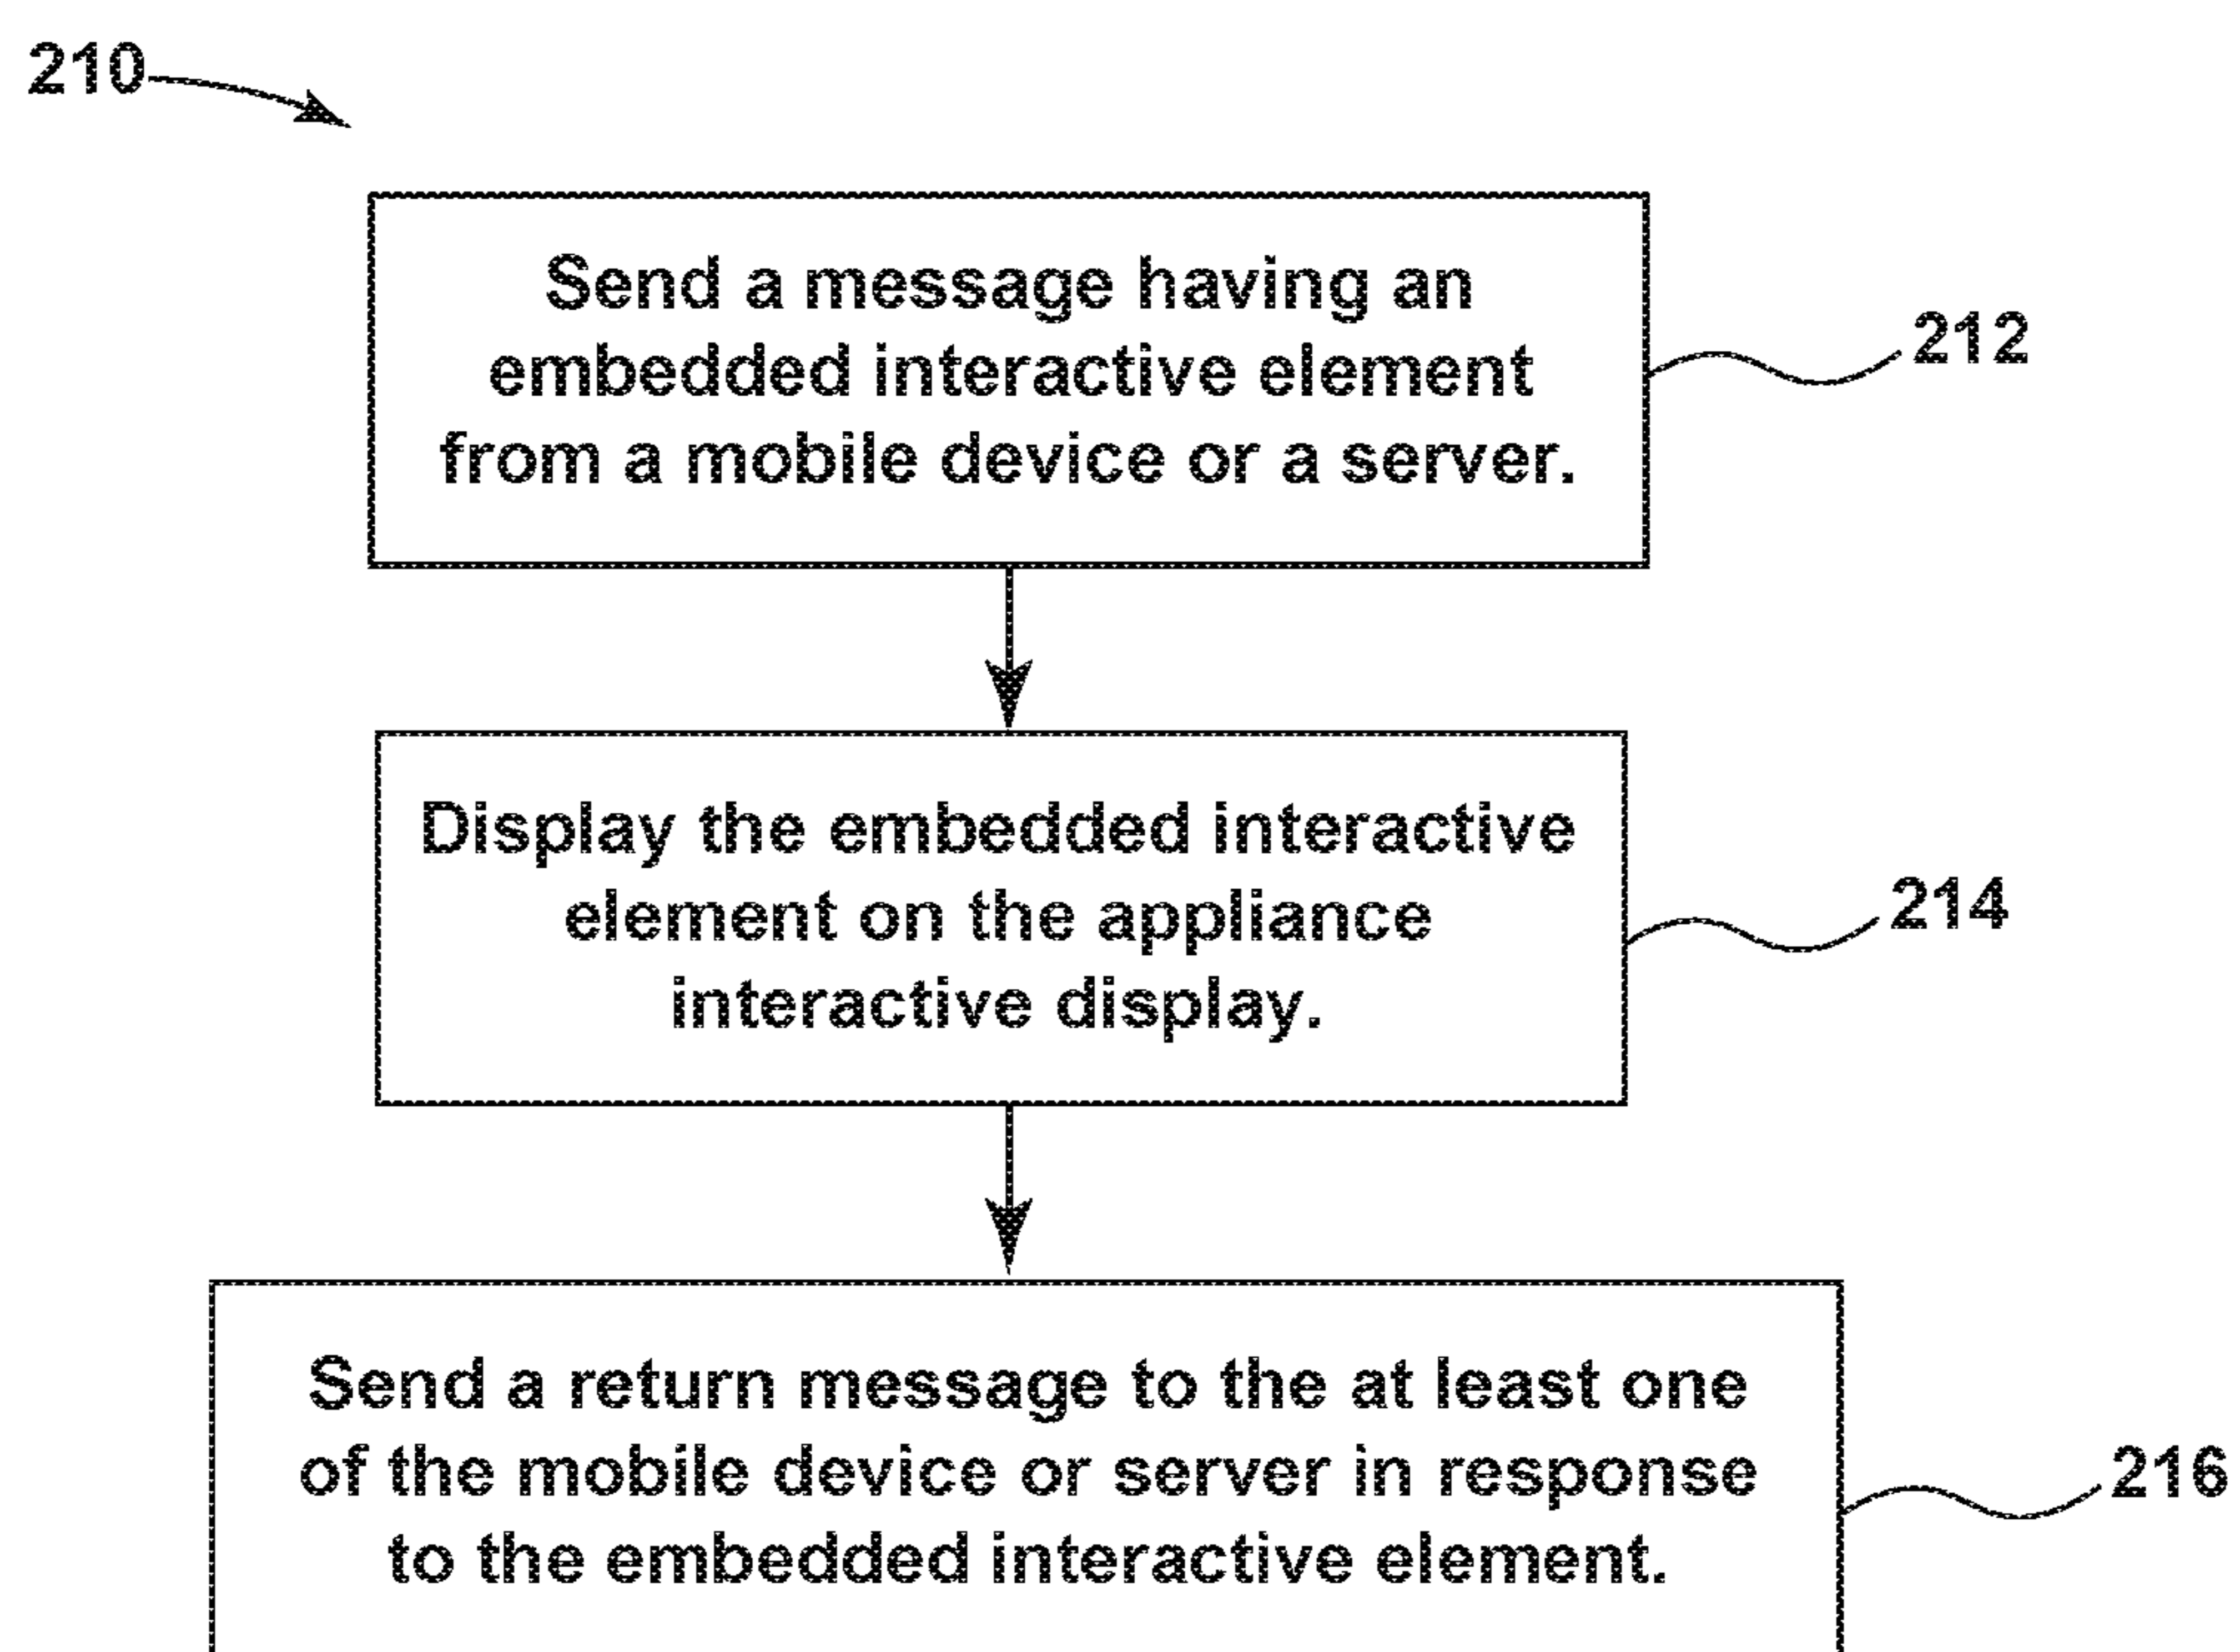 210
Send a message having an
embedded interactive element
from a mobile device or a server.
212
Display the embedded interactive
element on the appliance
interactive display.
214
Send a return message to the at least one
of the mobile device or server in response
to the embedded interactive element.
216